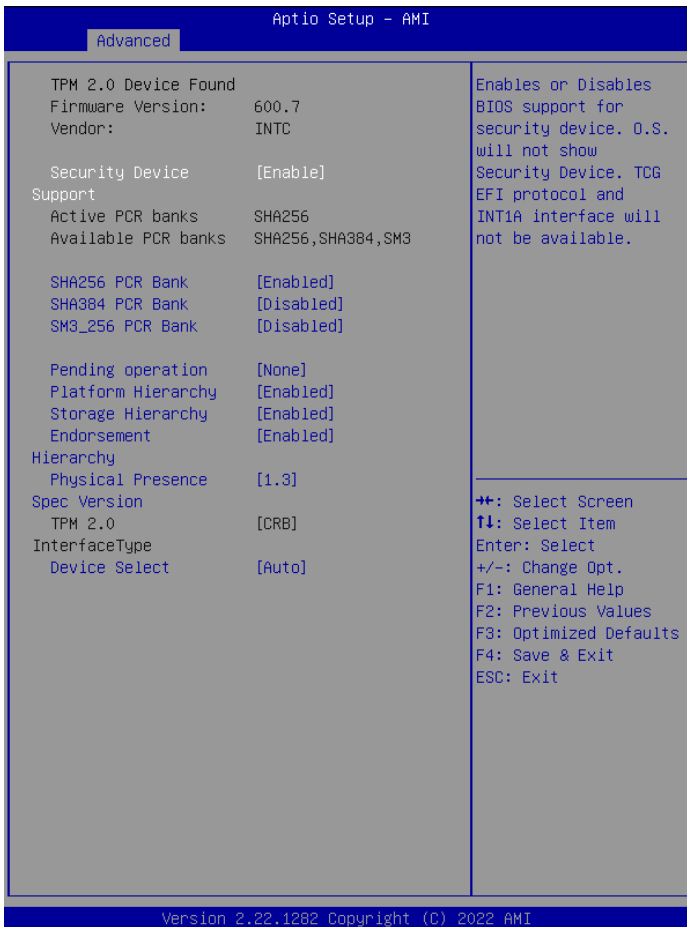 Aptio Setup – AMI
Advanced
TPM 2.0 Device Found
Firmware Version: 600.7
Vendor: INTC
Security Device [Enable]
Support
Active PCR banks SHA256
Available PCR banks SHA256,SHA384,SM3
SHA256 PCR Bank [Enabled]
SHA384 PCR Bank [Disabled]
SM3_256 PCR Bank [Disabled]
Pending operation [None]
Platform Hierarchy [Enabled]
Storage Hierarchy [Enabled]
Endorsement [Enabled]
Hierarchy
Physical Presence [1.3]
Spec Version
TPM 2.0 [CRB]
InterfaceType
Device Select [Auto]
Enables or Disables
BIOS support for
security device. O.S.
will not show
Security Device. TCG
EFI protocol and
INT1A interface will
not be available.
→←: Select Screen
↑↓: Select Item
Enter: Select
+/-: Change Opt.
F1: General Help
F2: Previous Values
F3: Optimized Defaults
F4: Save & Exit
ESC: Exit
Version 2.22.1282 Copyright (C) 2022 AMI